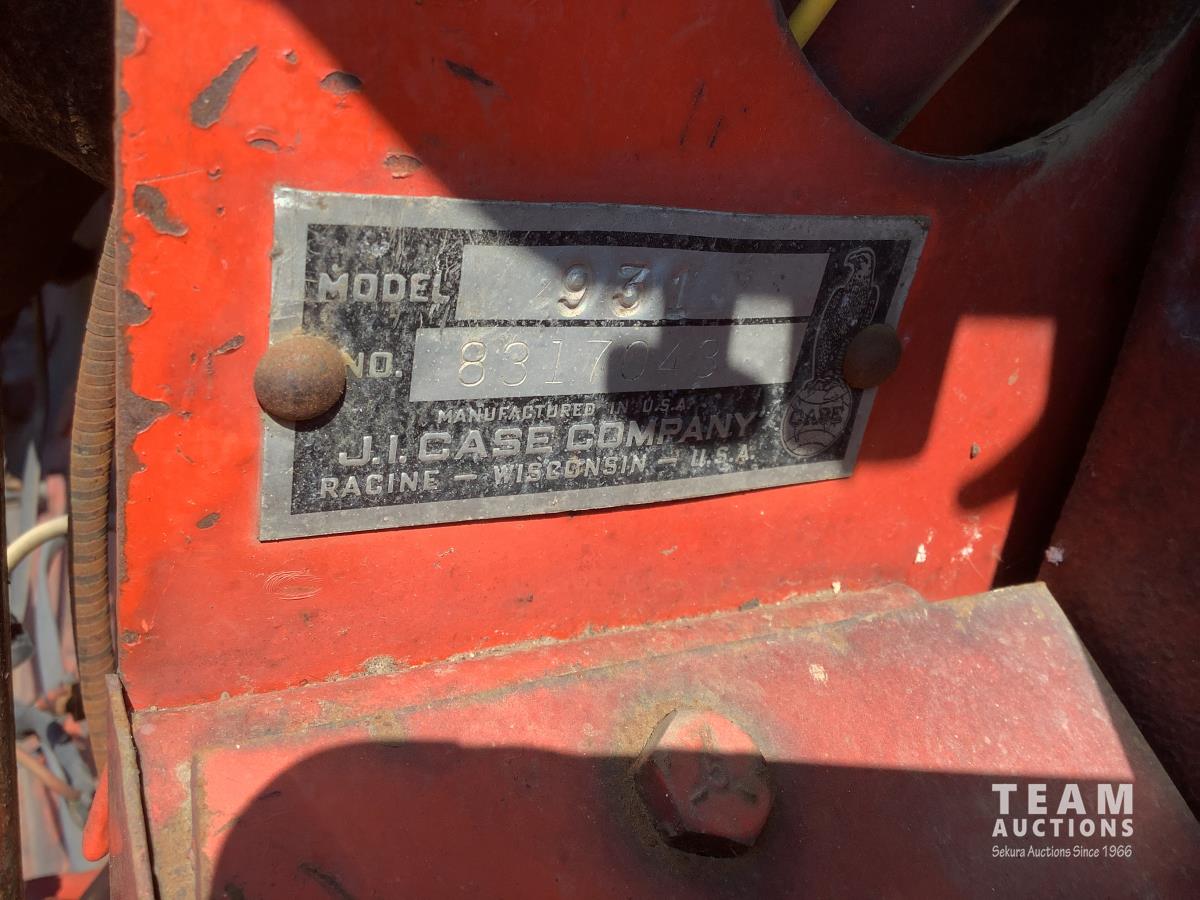 MODEL 931
NO. 8317043
MANUFACTURED IN U.S.A.
J.I. CASE COMPANY
RACINE — WISCONSIN — U.S.A.
CASE
TEAM
AUCTIONS
Sekura Auctions Since 1966